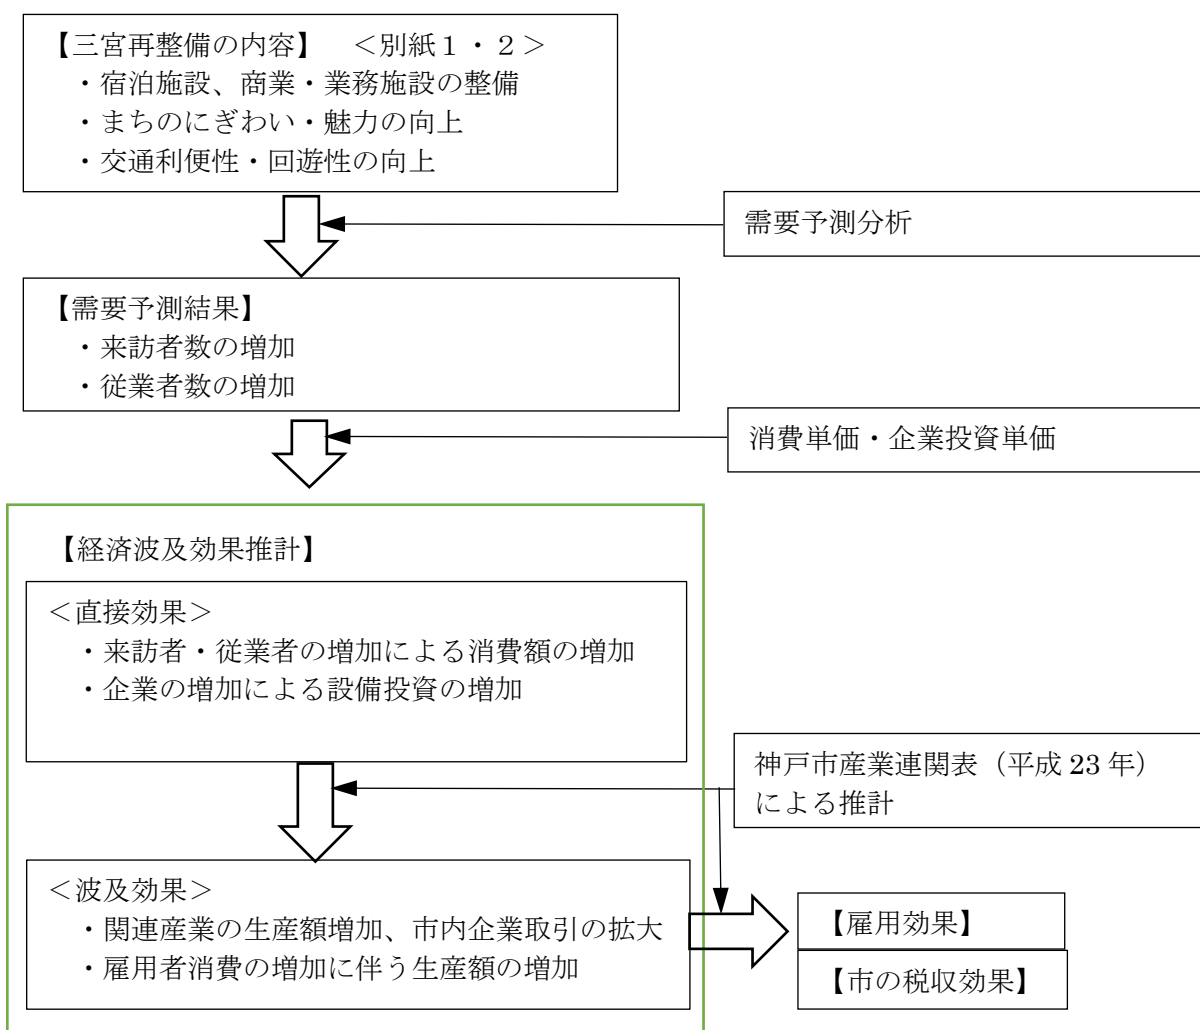 【三宮再整備の内容】　＜別紙１・２＞
・宿泊施設、商業・業務施設の整備
・まちのにぎわい・魅力の向上
・交通利便性・回遊性の向上
需要予測分析
【需要予測結果】
・来訪者数の増加
・従業者数の増加
消費単価・企業投資単価
【経済波及効果推計】
＜直接効果＞
・来訪者・従業者の増加による消費額の増加
・企業の増加による設備投資の増加
神戸市産業連関表（平成 23 年）
による推計
＜波及効果＞
・関連産業の生産額増加、市内企業取引の拡大
・雇用者消費の増加に伴う生産額の増加
【雇用効果】
【市の税収効果】